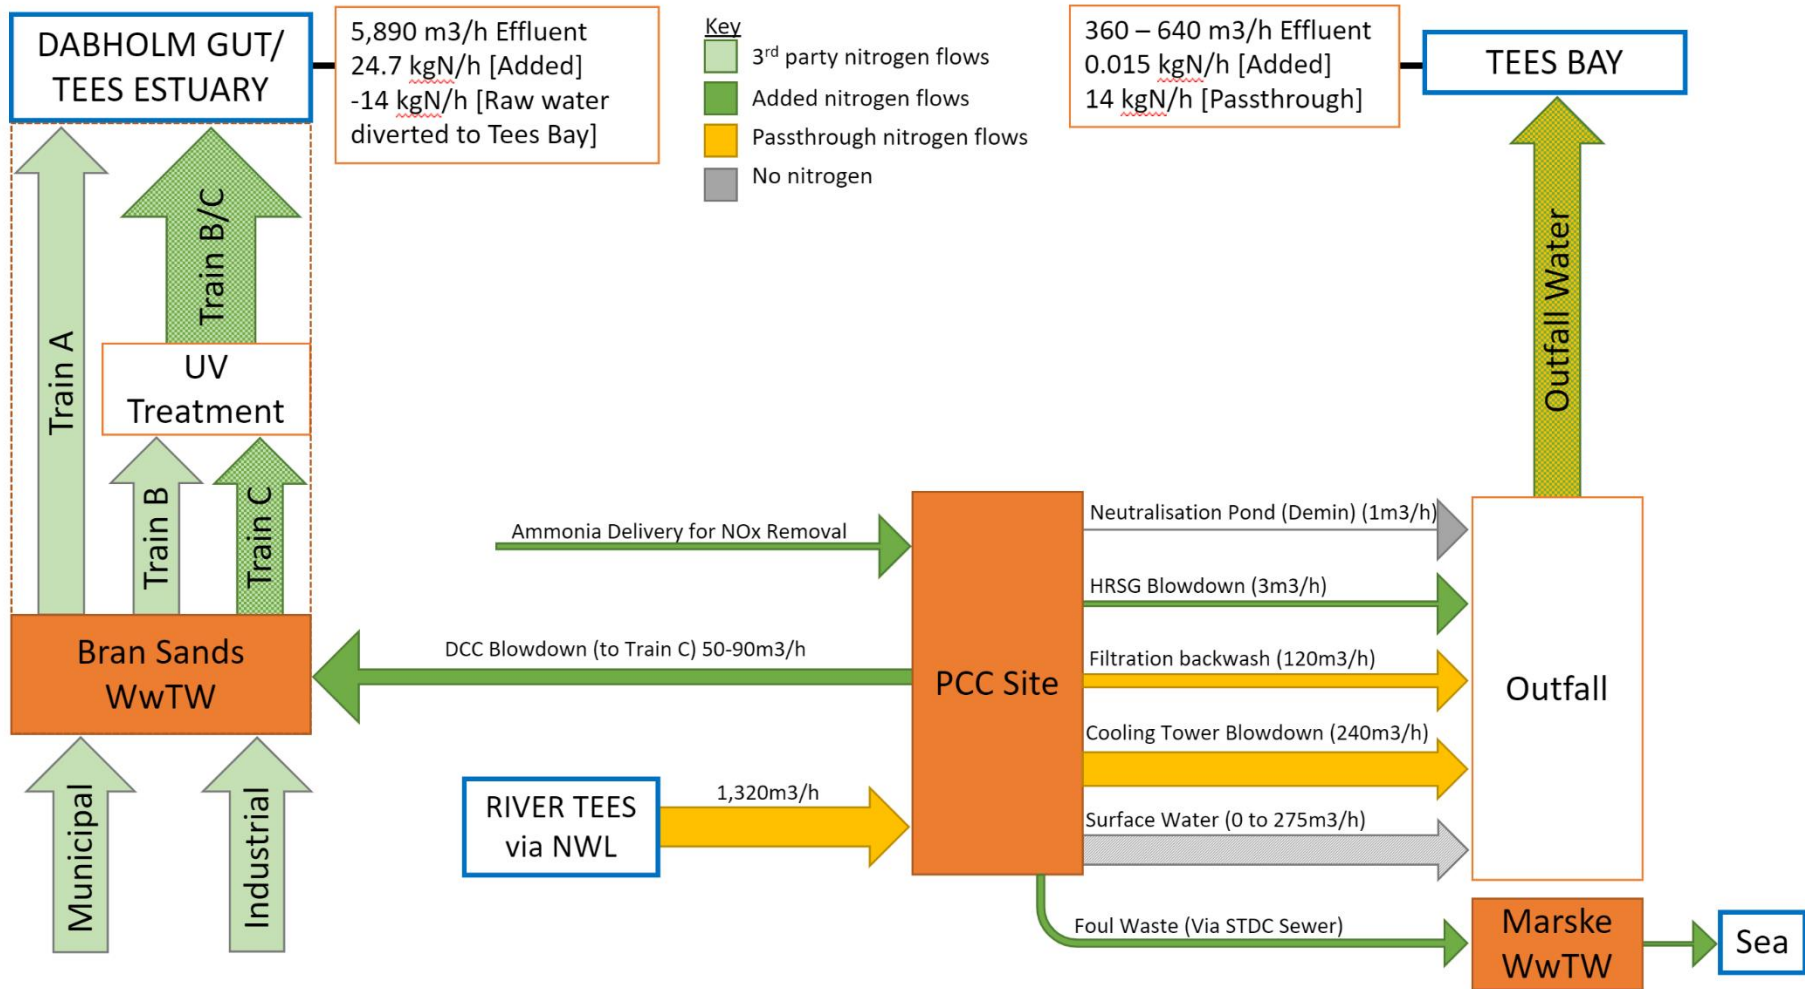 DABHOLM GUT/
TEES ESTUARY
5,890 m3/h Effluent
24.7 kgN/h [Added]
-14 kgN/h [Raw water
diverted to Tees Bay]
Key
3rd party nitrogen flows
Added nitrogen flows
Passthrough nitrogen flows
No nitrogen
360 – 640 m3/h Effluent
0.015 kgN/h [Added]
14 kgN/h [Passthrough]
TEES BAY
Train A
Train B/C
UV
Treatment
Train B
Train C
Bran Sands
WwTW
Municipal
Industrial
Ammonia Delivery for NOx Removal
DCC Blowdown (to Train C) 50-90m3/h
RIVER TEES
via NWL
1,320m3/h
PCC Site
Neutralisation Pond (Demin) (1m3/h)
HRSG Blowdown (3m3/h)
Filtration backwash (120m3/h)
Cooling Tower Blowdown (240m3/h)
Surface Water (0 to 275m3/h)
Outfall Water
Outfall
Foul Waste (Via STDC Sewer)
Marske
WwTW
Sea